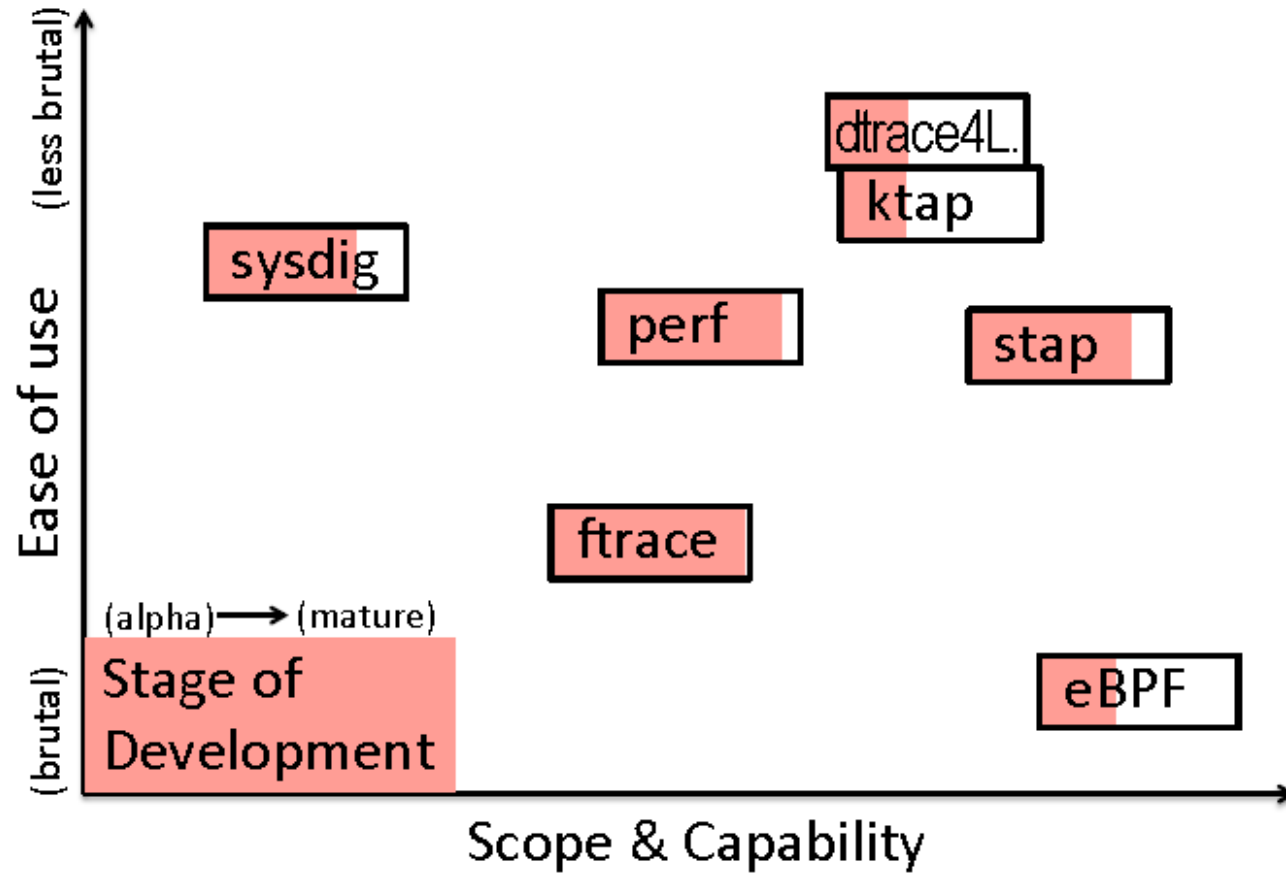 (less brutal)
Ease of use
(brutal)
dtrace4L.
ktap
sysdig
perf
stap
ftrace
(alpha) (mature)
Stage of
Development
eBPF
Scope & Capability